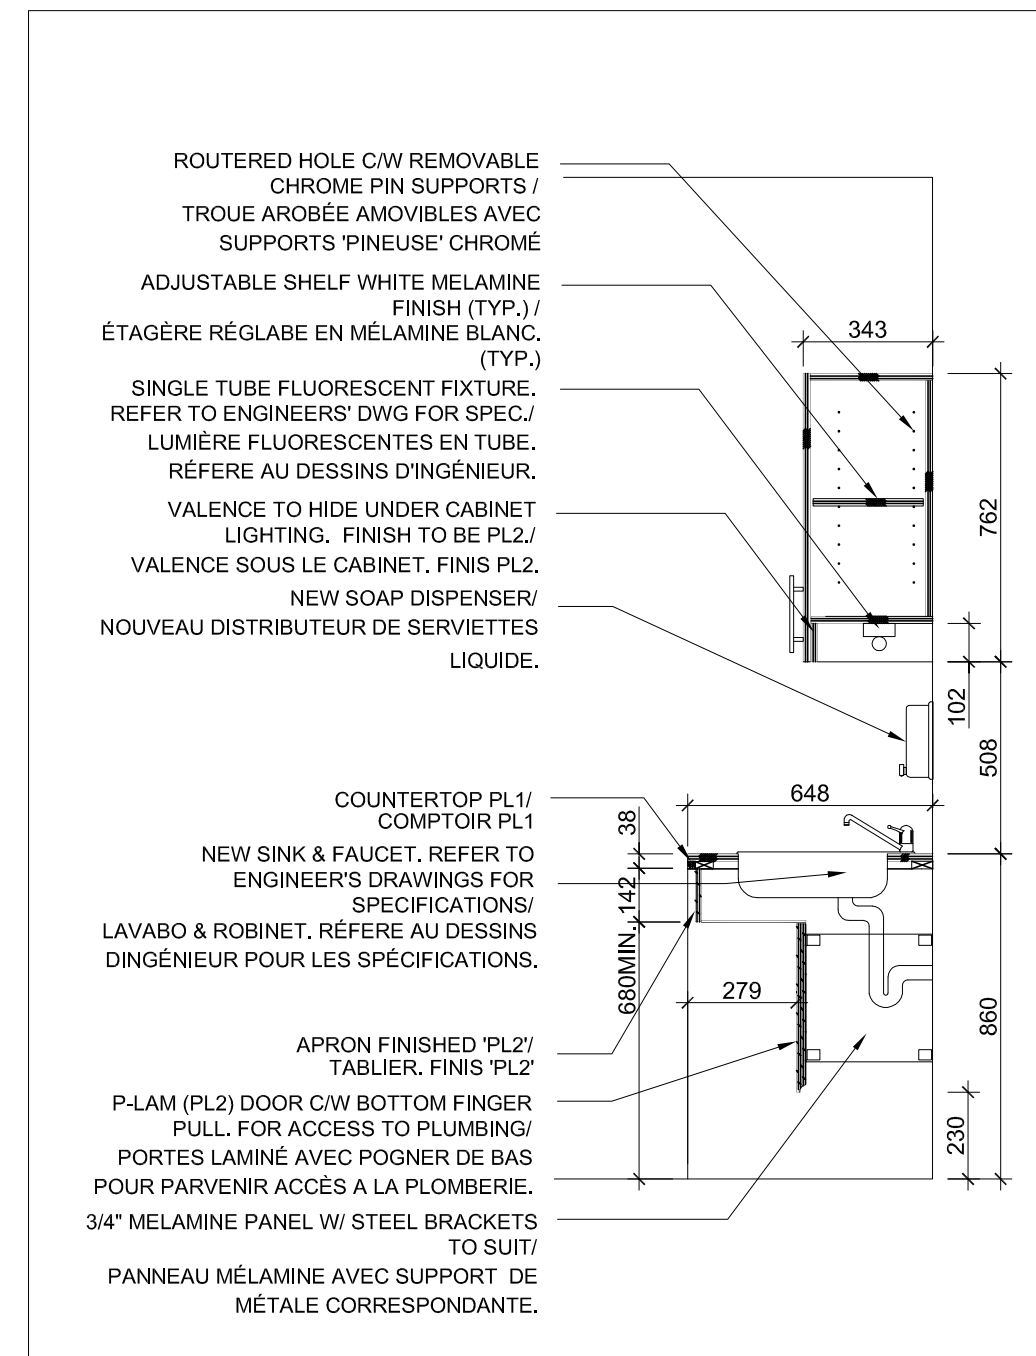 ROUTERED HOLE C/W REMOVABLE
CHROME PIN SUPPORTS /
TROUE AROBÉE AMOVIBLES AVEC
SUPPORTS 'PINEUSE' CHROMÉ
ADJUSTABLE SHELF WHITE MELAMINE
FINISH (TYP.) /
ÉTAGÈRE RÉGLABE EN MÉLAMINE BLANC.
(TYP.)
SINGLE TUBE FLUORESCENT FIXTURE.
REFER TO ENGINEERS' DWG FOR SPEC./
LUMIÈRE FLUORESCENTES EN TUBE.
RÉFERE AU DESSINS D'INGÉNIEUR.
VALENCE TO HIDE UNDER CABINET
LIGHTING. FINISH TO BE PL2./
VALENCE SOUS LE CABINET. FINIS PL2.
NEW SOAP DISPENSER/
NOUVEAU DISTRIBUTEUR DE SERVIETTES
LIQUIDE.
COUNTERTOP PL1/
COMPTOIR PL1
NEW SINK & FAUCET. REFER TO
ENGINEER'S DRAWINGS FOR
SPECIFICATIONS/
LAVABO & ROBINET. RÉFERE AU DESSINS
DINGÉNIEUR POUR LES SPÉCIFICATIONS.
APRON FINISHED 'PL2'/
TABLIER. FINIS 'PL2'
P-LAM (PL2) DOOR C/W BOTTOM FINGER
PULL. FOR ACCESS TO PLUMBING/
PORTES LAMINÉ AVEC POGNER DE BAS
POUR PARVENIR ACCÈS A LA PLOMBERIE.
3/4" MELAMINE PANEL W/ STEEL BRACKETS
TO SUIT/
PANNEAU MÉLAMINE AVEC SUPPORT DE
MÉTALE CORRESPONDANTE.
343
762
102
508
648
38
142
680MIN.
279
860
230